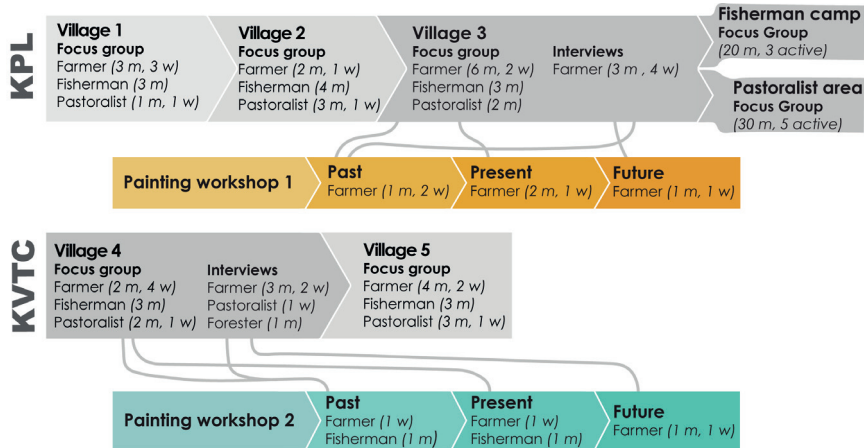 KPL
Village 1
Focus group
Farmer (3 m, 3 w)
Fisherman (3 m)
Pastoralist (1 m, 1 w)
Village 2
Focus group
Farmer (2 m, 1 w)
Fisherman (4 m)
Pastoralist (3 m, 1 w)
Village 3
Focus group
Farmer (6 m, 2 w)
Fisherman (3 m)
Pastoralist (2 m)
Interviews
Farmer (3 m , 4 w)
Fisherman camp
Focus Group
(20 m, 3 active)
Pastoralist area
Focus Group
(30 m, 5 active)
Painting workshop 1
Past
Farmer (1 m, 2 w)
Present
Farmer (2 m, 1 w)
Future
Farmer (1 m, 1 w)
KVTC
Village 4
Focus group
Farmer (2 m, 4 w)
Fisherman (3 m)
Pastoralist (2 m, 1 w)
Interviews
Farmer (3 m, 2 w)
Pastoralist (1 w)
Forester (1 m)
Village 5
Focus group
Farmer (4 m, 2 w)
Fisherman (3 m)
Pastoralist (3 m, 1 w)
Painting workshop 2
Past
Farmer (1 w)
Fisherman (1 m)
Present
Farmer (1 w)
Fisherman (1 m)
Future
Farmer (1 m, 1 w)